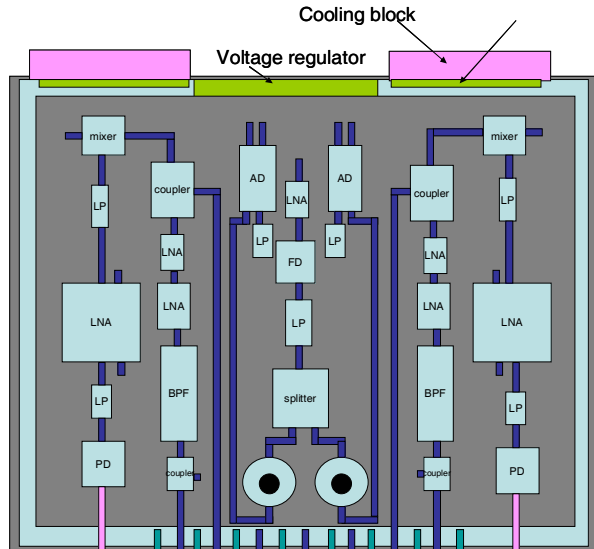 Cooling block
Voltage regulator
mixer
mixer
coupler
AD
AD
coupler
LP
LNA
LP
LP
LP
LNA
FD
LNA
LNA
LNA
LP
LNA
LNA
BPF
splitter
BPF
LP
LP
PD
coupler
coupler
PD